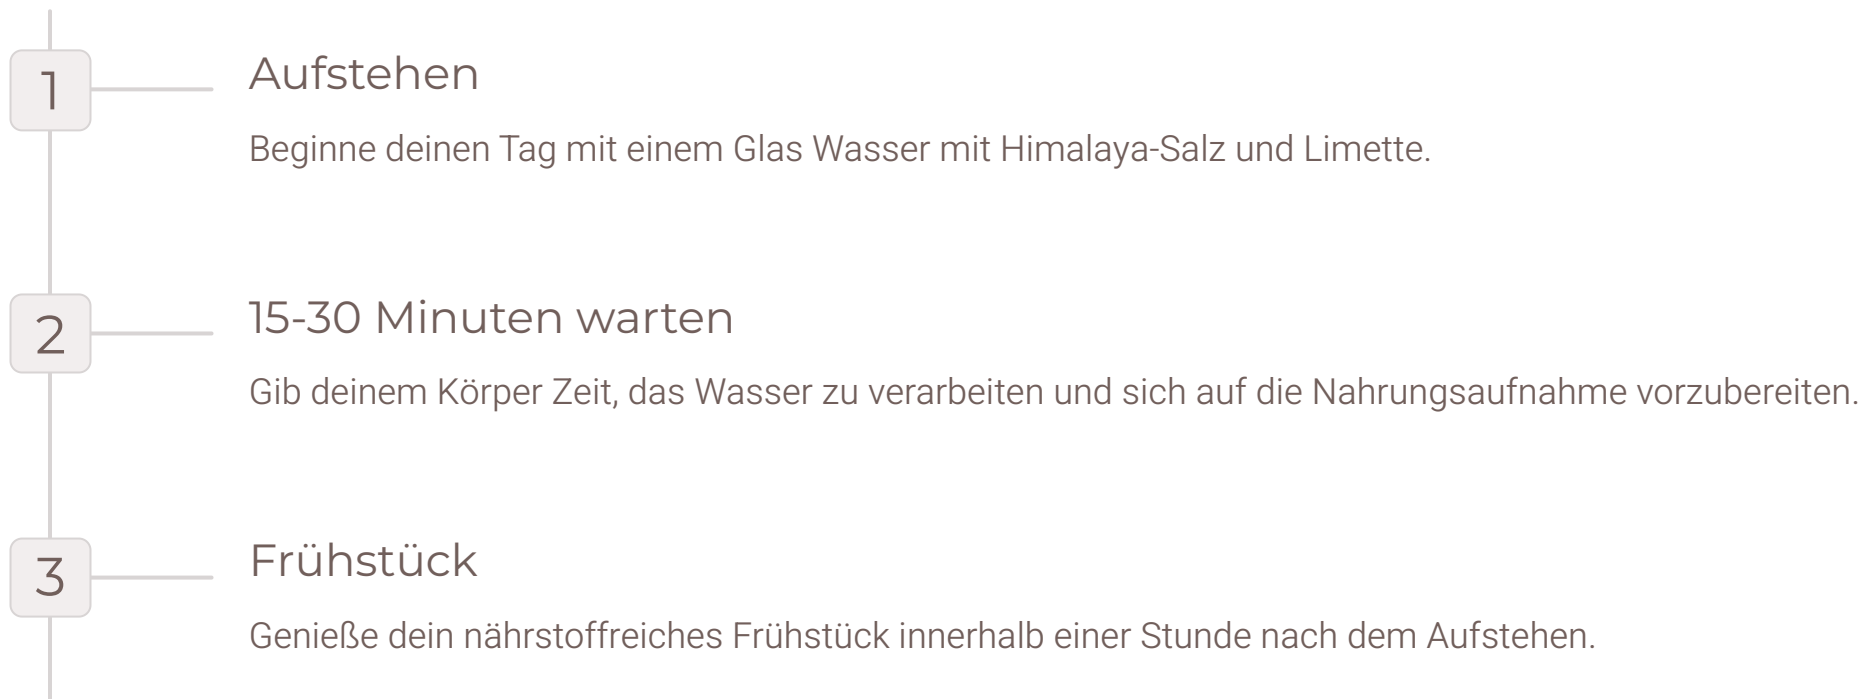 1
Aufstehen
Beginne deinen Tag mit einem Glas Wasser mit Himalaya-Salz und Limette.
2
15-30 Minuten warten
Gib deinem Körper Zeit, das Wasser zu verarbeiten und sich auf die Nahrungsaufnahme vorzubereiten.
3
Frühstück
Genieße dein nährstoffreiches Frühstück innerhalb einer Stunde nach dem Aufstehen.